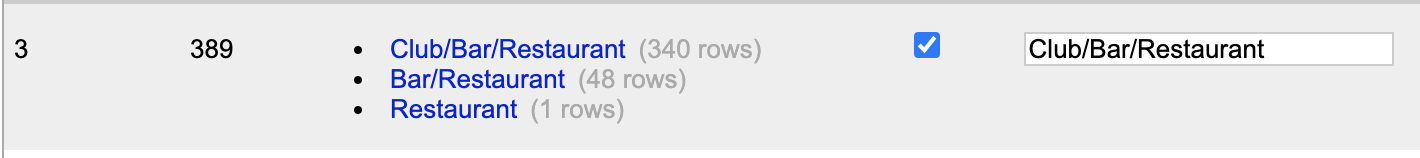 3 389 Club/Bar/Restaurant (340 rows) Club/Bar/Restaurant
Bar/Restaurant (48 rows)
Restaurant (1 rows)